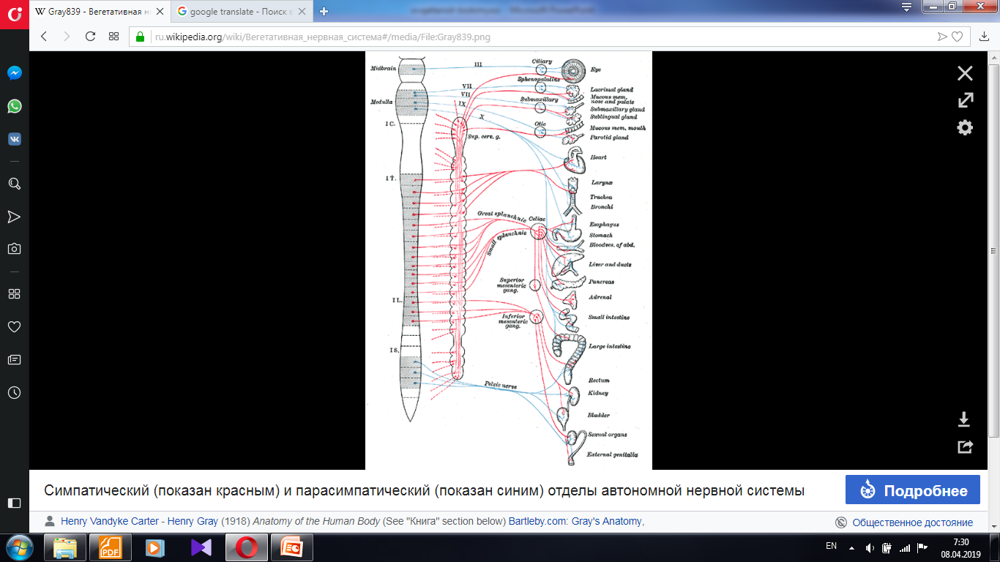 Gray839 - Вегетативная не
google translate - Поиск в
ru.wikipedia.org/wiki/Вегетативная_нервная_система#/media/File:Gray839.png
Midbrain
III
Ciliary
Eye
Sphenopalatine
VII
Lacrimal gland
Medulla
VII
Mucous mem.
nose and palate
IX
Submaxillary
Submaxillary gland
Sublingual gland
X
I C.
Otic
Mucous mem. mouth
Sup. cerv. g.
Parotid gland
Heart
I T.
Larynx
Trachea
Bronchi
Great splanchnic
Celiac
Esophagus
Small splanchnic
Stomach
Bloodves. of abd.
Liver and ducts
Superior
mesenteric
gang.
Pancreas
Adrenal
I L.
Inferior
mesenteric
gang.
Small intestine
Large intestine
I S.
Rectum
Pelvic nerve
Kidney
Bladder
Sexual organs
External genitalia
Симпатический (показан красным) и парасимпатический (показан синим) отделы автономной нервной системы
Подробнее
Henry Vandyke Carter - Henry Gray (1918) Anatomy of the Human Body (See "Книга" section below) Bartleby.com: Gray's Anatomy,
Общественное достояние
EN
7:30
08.04.2019